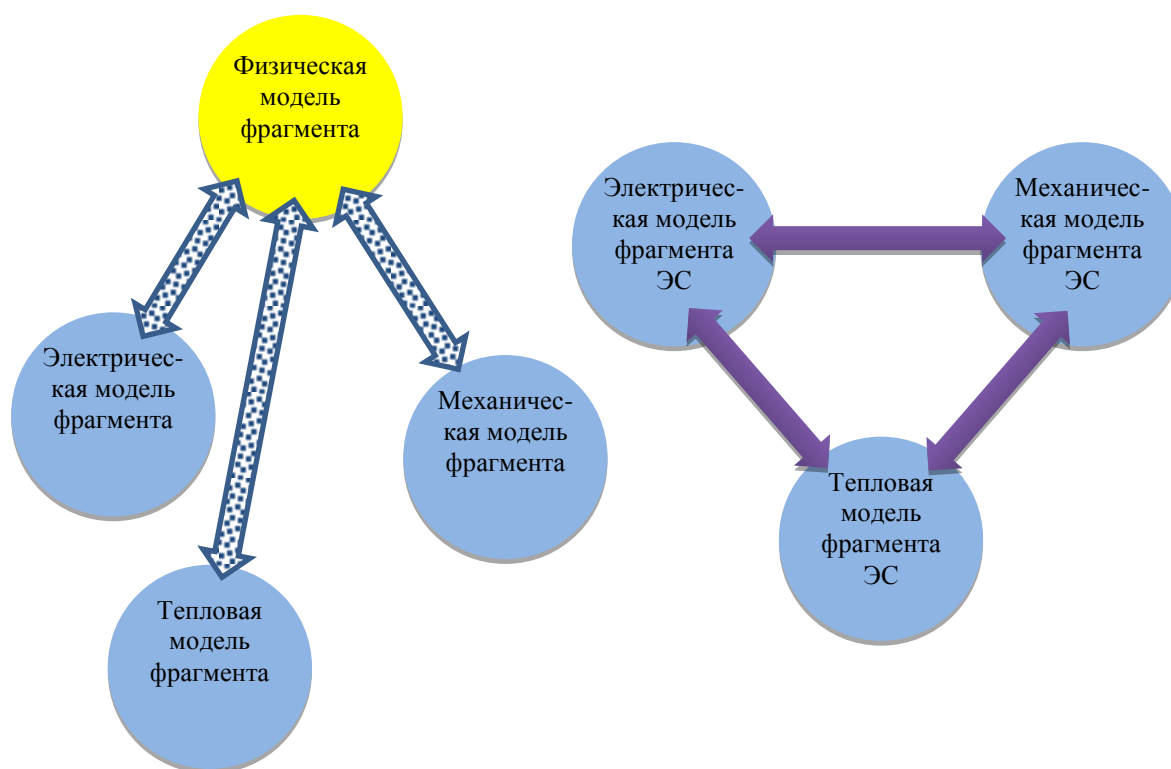 Физическая
модель
фрагмента
Электричес-
кая модель
фрагмента
Механичес-
кая модель
фрагмента
Тепловая
модель
фрагмента
Электричес-
кая модель
фрагмента
ЭС
Механичес-
кая модель
фрагмента
ЭС
Тепловая
модель
фрагмента
ЭС